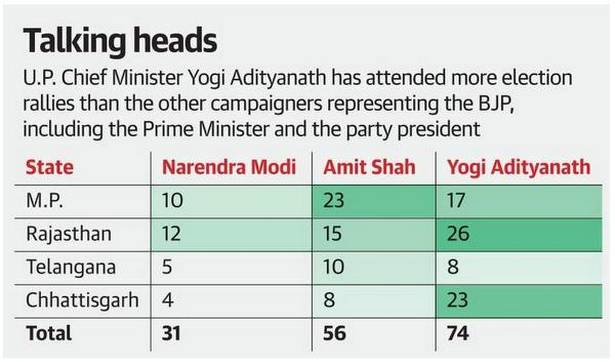 Talking heads
U.P. Chief Minister Yogi Adityanath has attended more election
rallies than the other campaigners representing the BJP,
including the Prime Minister and the party president
State Narendra Modi Amit Shah Yogi Adityanath
M.P. 10 23 17
Rajasthan 12 15 26
Telangana 5 10 8
Chhattisgarh 4 8 23
Total 31 56 74